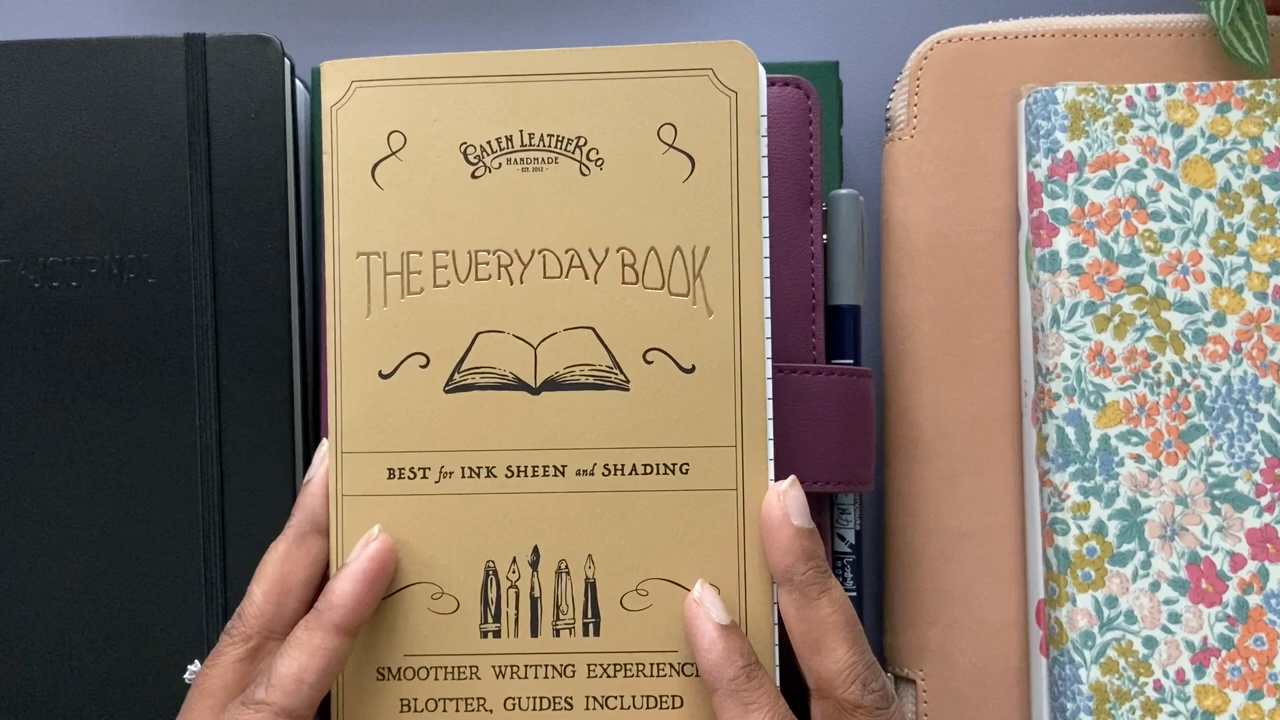 GALEN LEATHER CO.
HANDMADE
- EST. 2012 -
THE EVERYDAY BOOK
BEST for INK SHEEN and SHADING
SMOOTHER WRITING EXPERIENC
BLOTTER, GUIDES INCLUDED
JOURNAL